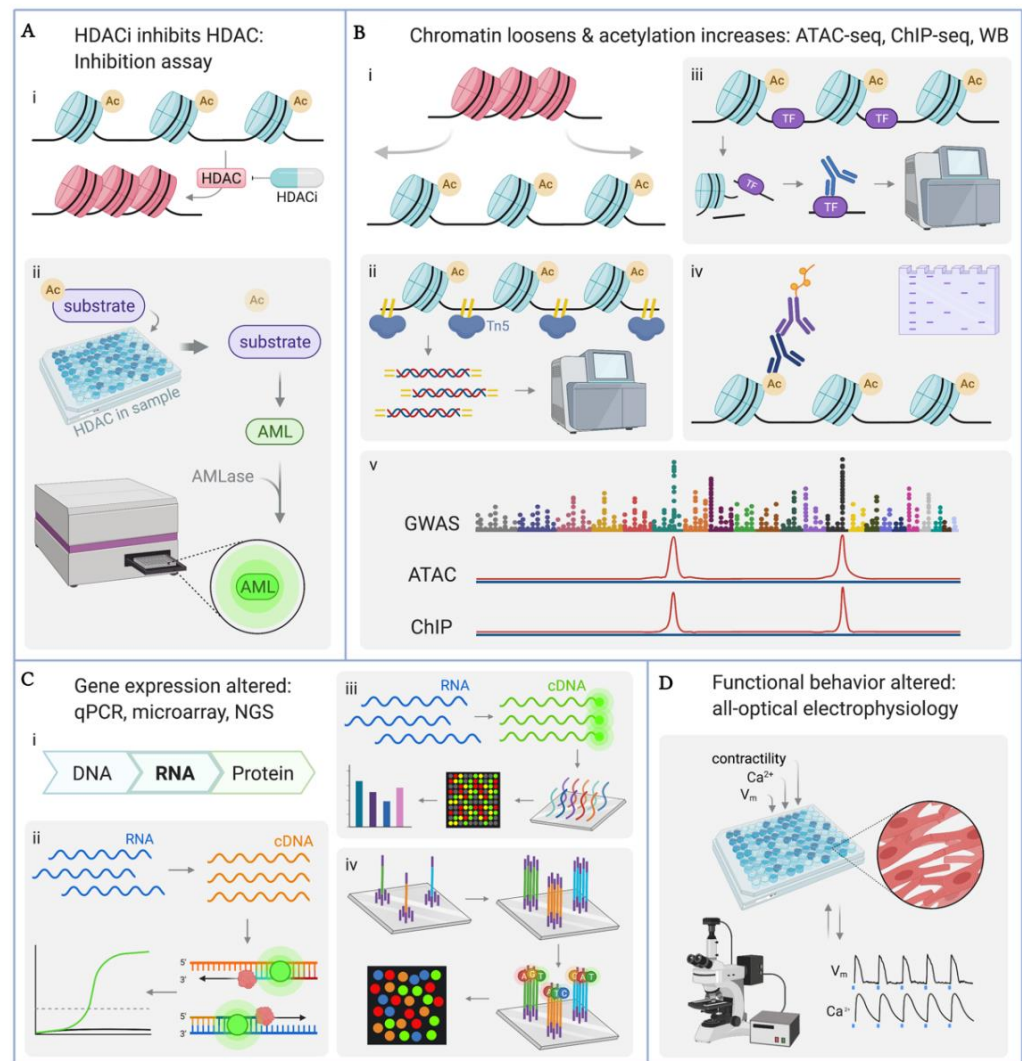 A
HDACi inhibits HDAC:
Inhibition assay
i
Ac
Ac
Ac
HDAC
HDACi
ii
Ac
substrate
HDAC in sample
Ac
substrate
AML
AMLase
AML
B
Chromatin loosens & acetylation increases: ATAC-seq, ChIP-seq, WB
i
Ac
Ac
Ac
ii
Ac
Ac
Ac
Tn5
iii
Ac
Ac
Ac
TF
TF
TF
TF
iv
Ac
Ac
Ac
v
GWAS
ATAC
ChIP
C
Gene expression altered:
qPCR, microarray, NGS
i
DNA
RNA
Protein
ii
RNA
cDNA
5'
3'
5'
3'
iii
RNA
cDNA
iv
A G T
A T C
G A T
D
Functional behavior altered:
all-optical electrophysiology
contractility
Ca²⁺
Vₘ
Vₘ
Ca²⁺